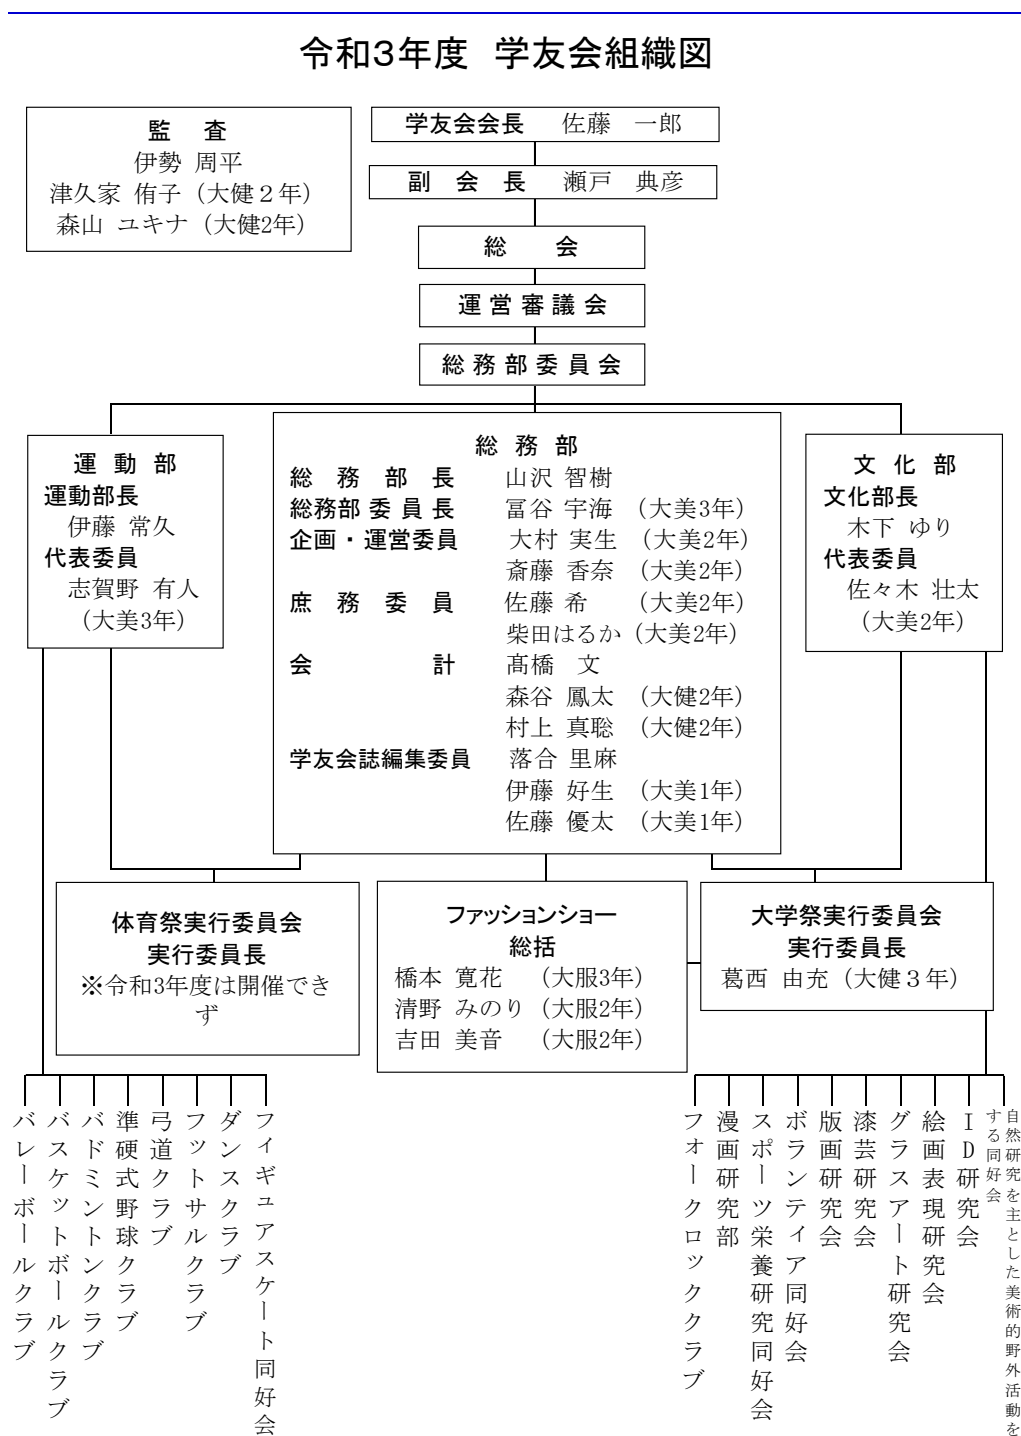 令和3年度 学友会組織図
監 査
伊勢 周平
津久家 侑子（大健２年）
森山 ユキナ（大健2年）
学友会会長 佐藤 一郎
副 会 長 瀬戸 典彦
総 会
運営審議会
総務部委員会
運 動 部
運動部長
伊藤 常久
代表委員
志賀野 有人
（大美3年）
総 務 部
総 務 部 長 山沢 智樹
総務部委員長 冨谷 宇海 （大美3年）
企画・運営委員 大村 実生 （大美2年）
斎藤 香奈 （大美2年）
庶 務 委 員 佐藤 希 （大美2年）
柴田はるか（大美2年）
会 計 髙橋 文
森谷 鳳太 （大健2年）
村上 真聡 （大健2年）
学友会誌編集委員 落合 里麻
伊藤 好生 （大美1年）
佐藤 優太 （大美1年）
文 化 部
文化部長
木下 ゆり
代表委員
佐々木 壮太
（大美2年）
体育祭実行委員会
実行委員長
※令和3年度は開催でき
ず
ファッションショー
総括
橋本 寛花 （大服3年）
清野 みのり（大服2年）
吉田 美音 （大服2年）
大学祭実行委員会
実行委員長
葛西 由充（大健３年）
バレーボールクラブ
バスケットボールクラブ
バドミントンクラブ
準硬式野球クラブ
弓道クラブ
フットサルクラブ
ダンスクラブ
フィギュアスケート同好会
フォークロッククラブ
漫画研究部
スポーツ栄養研究同好会
ボランティア同好会
版画研究会
漆芸研究会
グラスアート研究会
絵画表現研究会
ＩＤ研究会
自然研究を主とした美術的野外活動を
する同好会